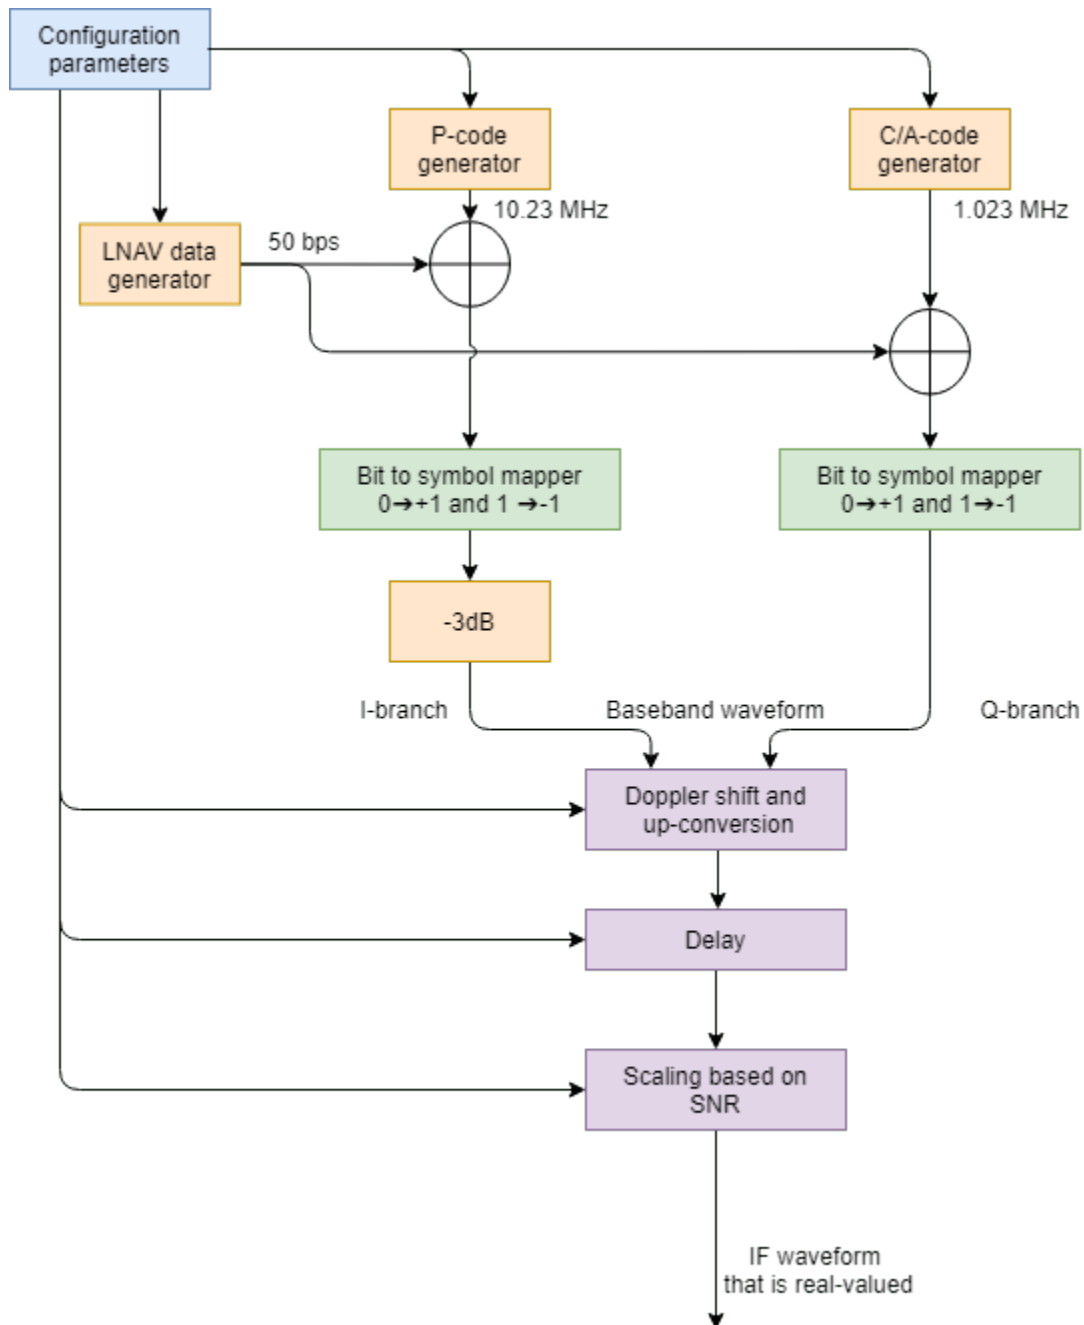 Configuration
parameters
P-code
generator
C/A-code
generator
10.23 MHz
1.023 MHz
LNAV data
generator
50 bps
Bit to symbol mapper
0➔+1 and 1 ➔-1
Bit to symbol mapper
0➔+1 and 1➔-1
-3dB
I-branch
Baseband waveform
Q-branch
Doppler shift and
up-conversion
Delay
Scaling based on
SNR
IF waveform
that is real-valued